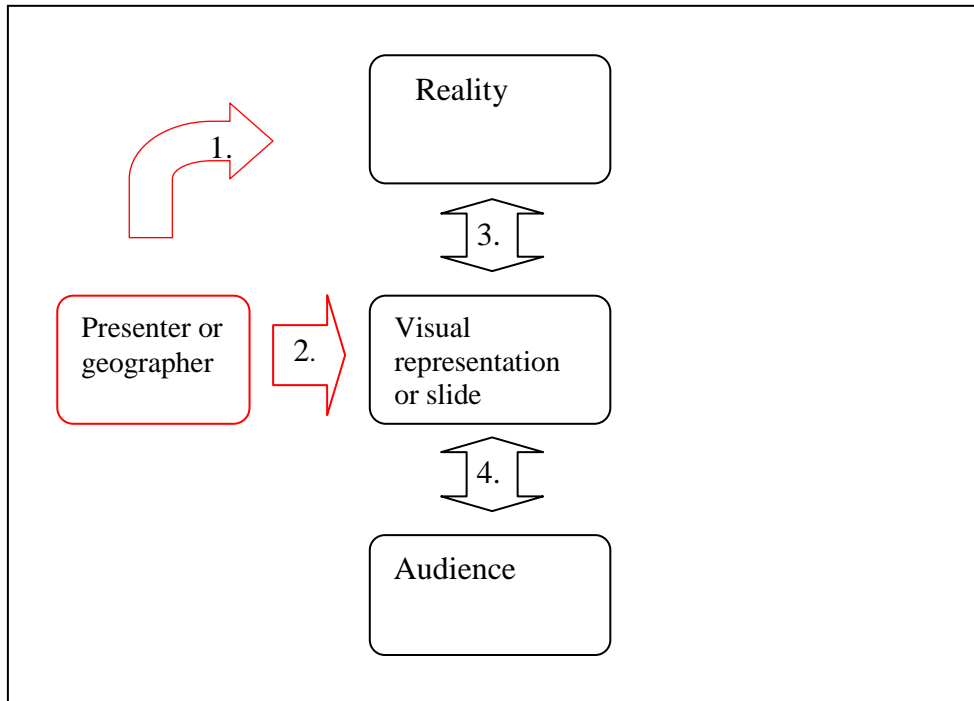 Reality
1.
3.
Presenter or
geographer
2.
Visual
representation
or slide
4.
Audience